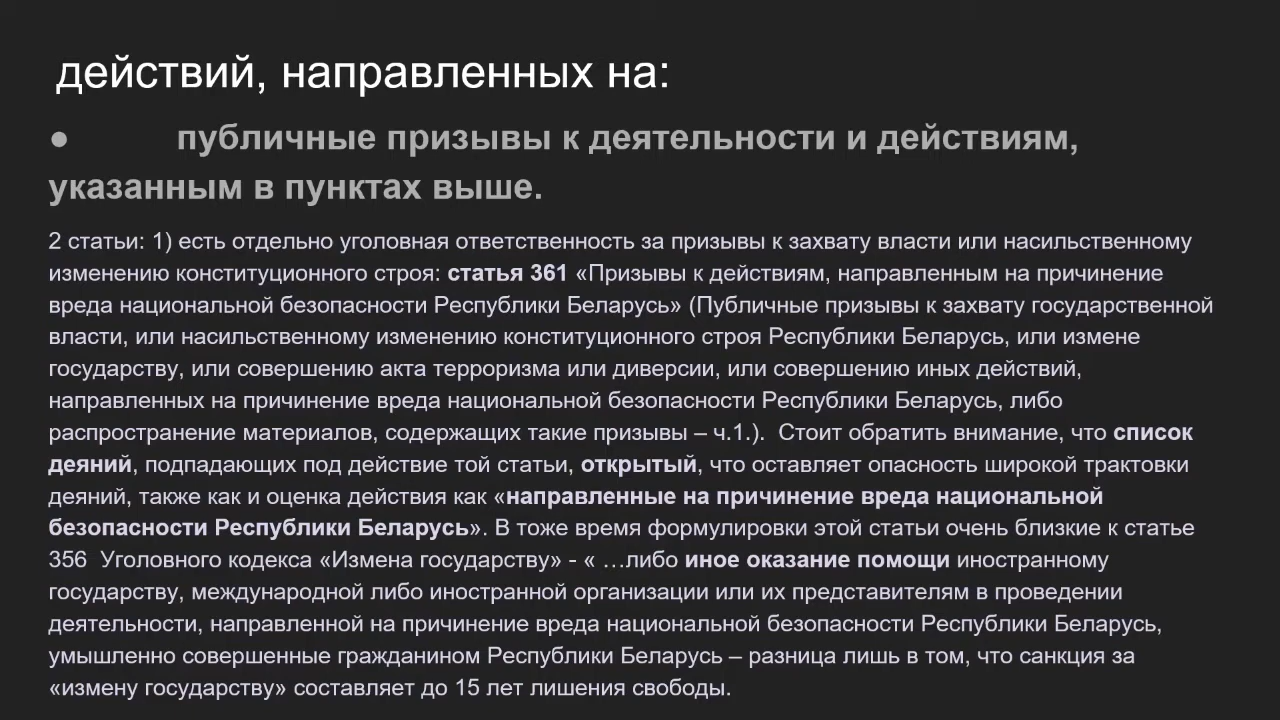 действий, направленных на:
● публичные призывы к деятельности и действиям,
указанным в пунктах выше.
2 статьи: 1) есть отдельно уголовная ответственность за призывы к захвату власти или насильственному
изменению конституционного строя: статья 361 «Призывы к действиям, направленным на причинение
вреда национальной безопасности Республики Беларусь» (Публичные призывы к захвату государственной
власти, или насильственному изменению конституционного строя Республики Беларусь, или измене
государству, или совершению акта терроризма или диверсии, или совершению иных действий,
направленных на причинение вреда национальной безопасности Республики Беларусь, либо
распространение материалов, содержащих такие призывы – ч.1.).  Стоит обратить внимание, что список
деяний, подпадающих под действие той статьи, открытый, что оставляет опасность широкой трактовки
деяний, также как и оценка действия как «направленные на причинение вреда национальной
безопасности Республики Беларусь». В тоже время формулировки этой статьи очень близкие к статье
356  Уголовного кодекса «Измена государству» - « …либо иное оказание помощи иностранному
государству, международной либо иностранной организации или их представителям в проведении
деятельности, направленной на причинение вреда национальной безопасности Республики Беларусь,
умышленно совершенные гражданином Республики Беларусь – разница лишь в том, что санкция за
«измену государству» составляет до 15 лет лишения свободы.